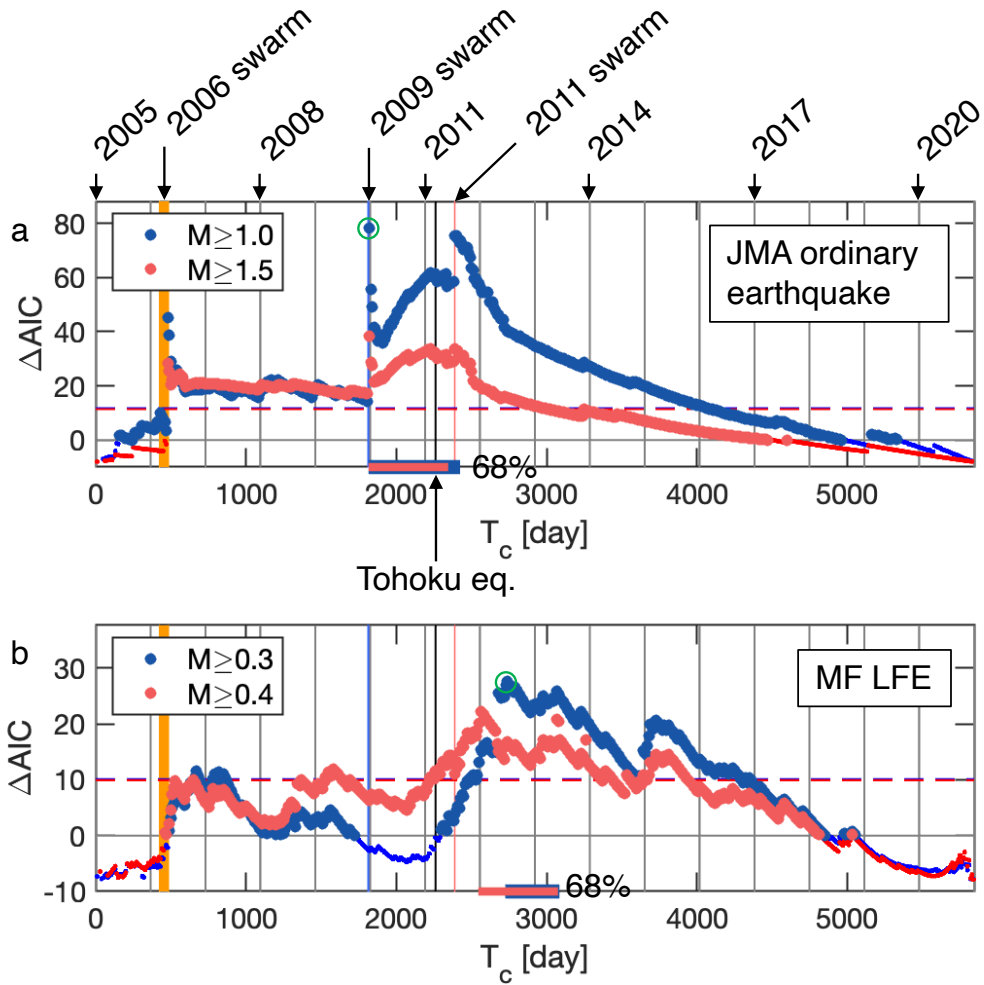 2005
2006 swarm
2008
2009 swarm
2011
2011 swarm
2014
2017
2020
a
M≥1.0
M≥1.5
JMA ordinary
earthquake
80
60
40
20
0
ΔAIC
68%
0 1000 2000 3000 4000 5000
T_c [day]
Tohoku eq.
b
M≥0.3
M≥0.4
MF LFE
30
20
10
0
-10
ΔAIC
68%
0 1000 2000 3000 4000 5000
T_c [day]